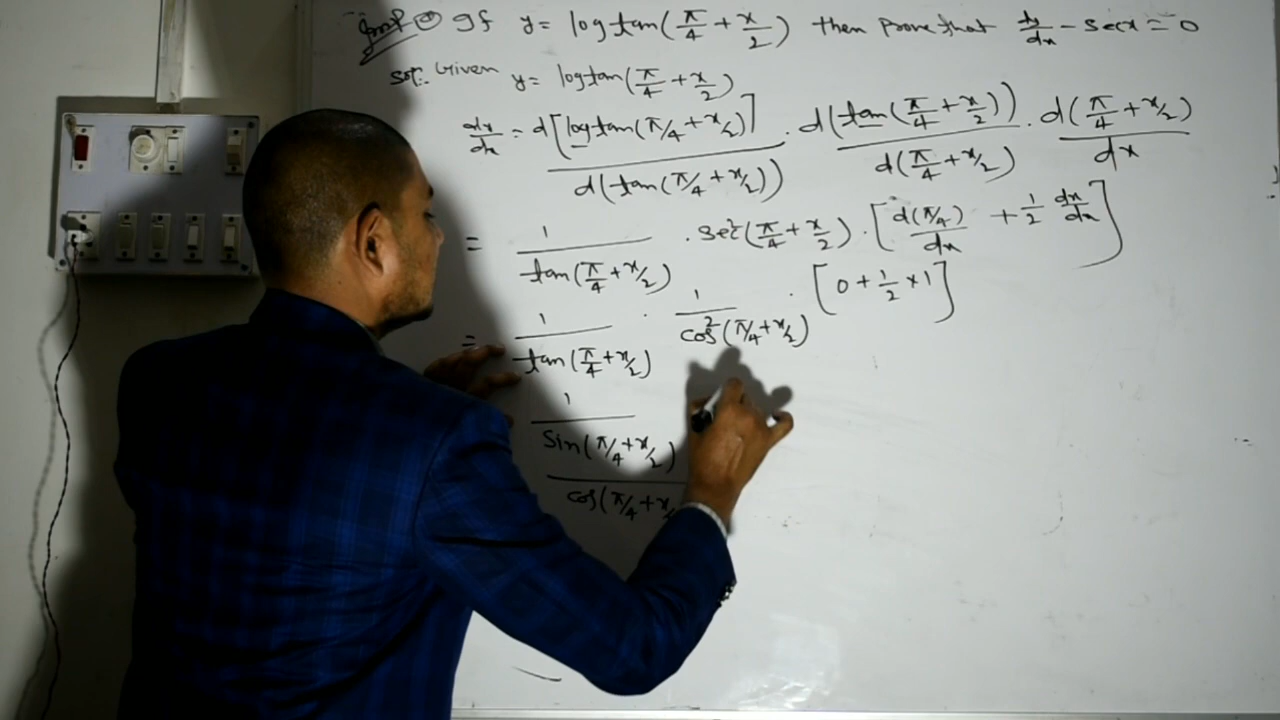 Imp ① If y = log tan(π/4 + x/2) then prove that dy/dx - sec x = 0
Sol: Given y = log tan(π/4 + x/2)
dy/dx = d[log tan(π/4 + x/2)] / d(tan(π/4 + x/2)) . d(tan(π/4 + x/2)) / d(π/4 + x/2) . d(π/4 + x/2) / dx
= 1 / tan(π/4 + x/2) . sec²(π/4 + x/2) . [d(π/4)/dx + 1/2 dx/dx]
= 1 / tan(π/4 + x/2) . 1 / cos²(π/4 + x/2) . [0 + 1/2 × 1]
1 / sin(π/4 + x/2) / cos(π/4 + x